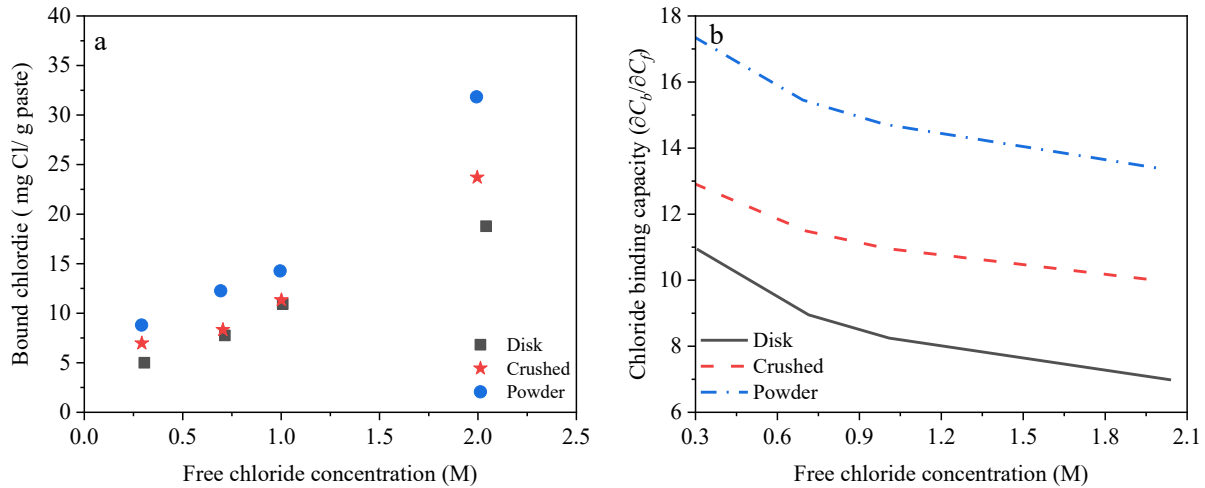 a
40
35
30
25
20
15
10
5
0
Bound chlordie ( mg Cl/ g paste)
Disk
Crushed
Powder
0.0 0.5 1.0 1.5 2.0 2.5
Free chloride concentration (M)
b
18
16
14
12
10
8
6
Chloride binding capacity (∂C_b/∂C_f)
Disk
Crushed
Powder
0.3 0.6 0.9 1.2 1.5 1.8 2.1
Free chloride concentration (M)